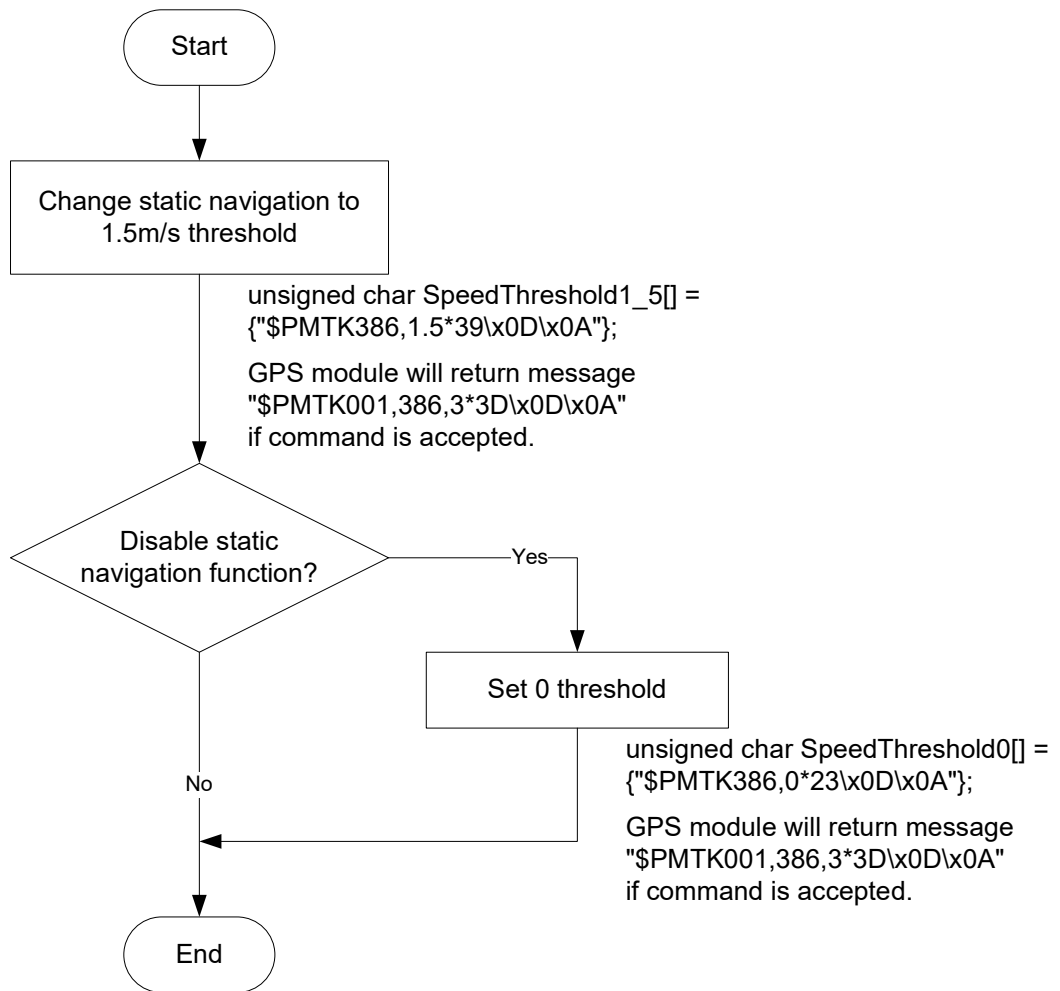 Start
Change static navigation to
1.5m/s threshold
unsigned char SpeedThreshold1_5[] =
{"$PMTK386,1.5*39\x0D\x0A"};
GPS module will return message
"$PMTK001,386,3*3D\x0D\x0A"
if command is accepted.
Disable static
navigation function?
Yes
Set 0 threshold
unsigned char SpeedThreshold0[] =
{"$PMTK386,0*23\x0D\x0A"};
No
GPS module will return message
"$PMTK001,386,3*3D\x0D\x0A"
if command is accepted.
End